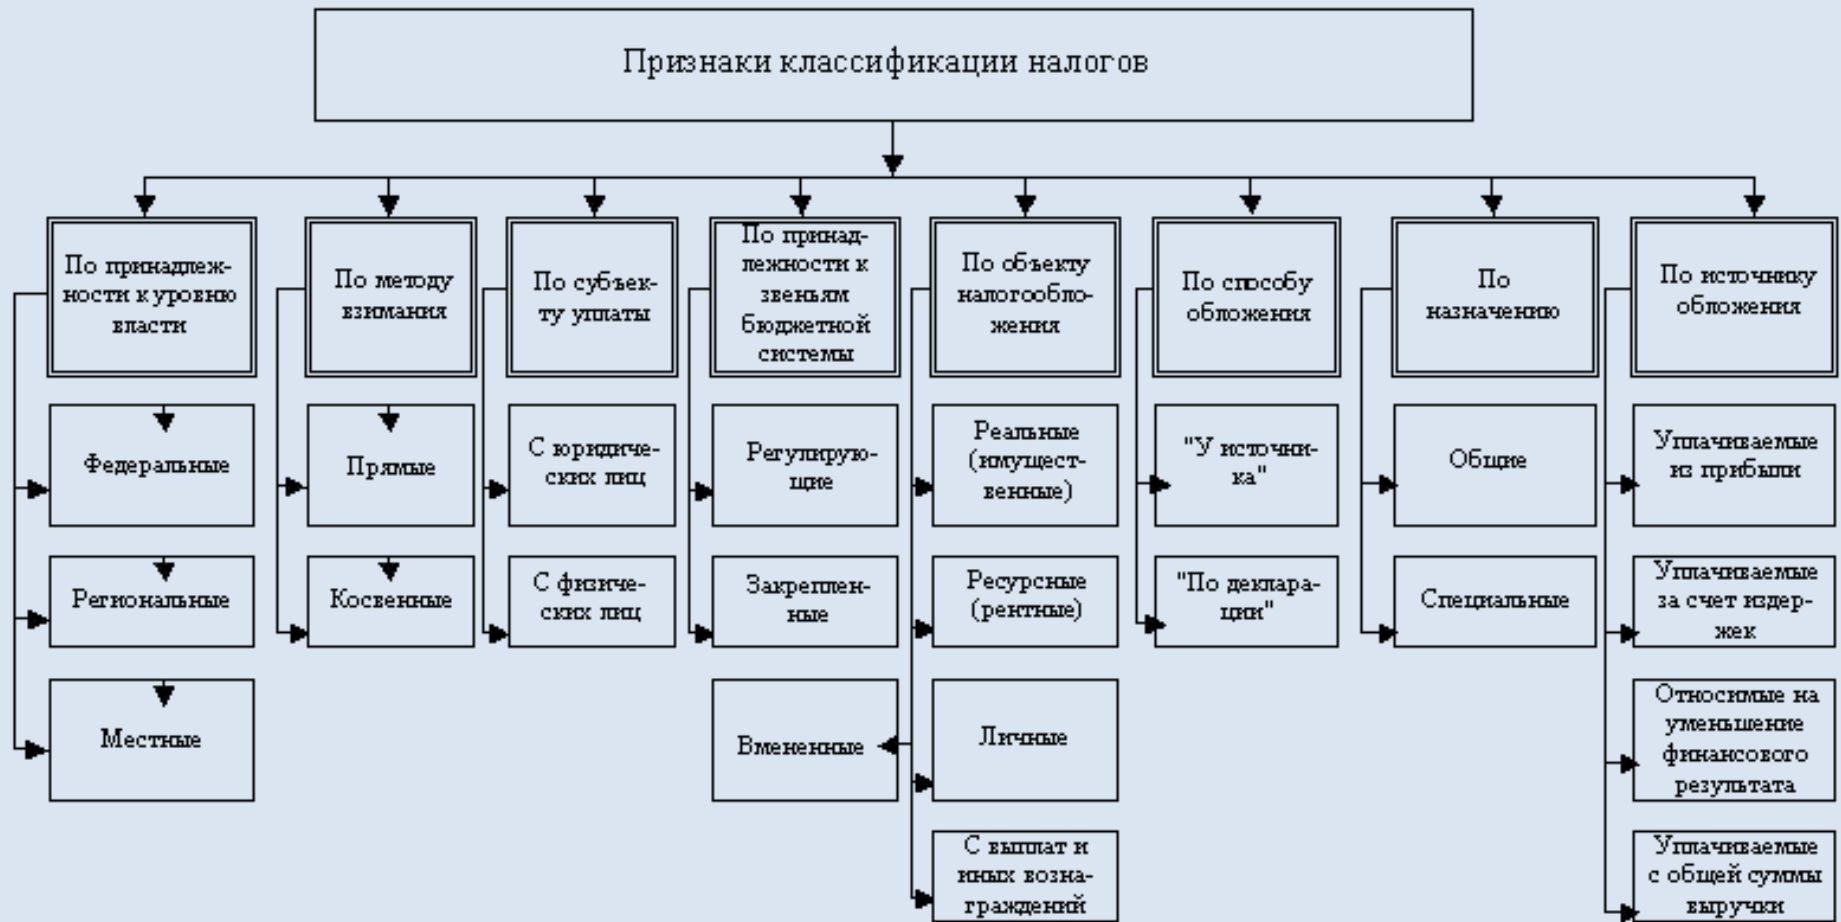 Признаки классификации налогов
По принадлеж-
ности к уровню
власти
Федеральные
Региональные
Местные
По методу
взимания
Прямые
Косвенные
По субъек-
ту уплаты
С юридиче-
ских лиц
С физиче-
ских лиц
По принад-
лежности к
звеньям
бюджетной
системы
Регулирую-
щие
Закреплен-
ные
По объекту
налогообло-
жения
Реальные
(имущест-
венные)
Ресурсные
(рентные)
Вмененные
Личные
С выплат и
иных возна-
граждений
По способу
обложения
"У источни-
ка"
"По деклара-
ции"
По
назначению
Общие
Специальные
По источнику
обложения
Уплачиваемые
из прибыли
Уплачиваемые
за счет издер-
жек
Относимые на
уменьшение
финансового
результата
Уплачиваемые
с общей суммы
выручки